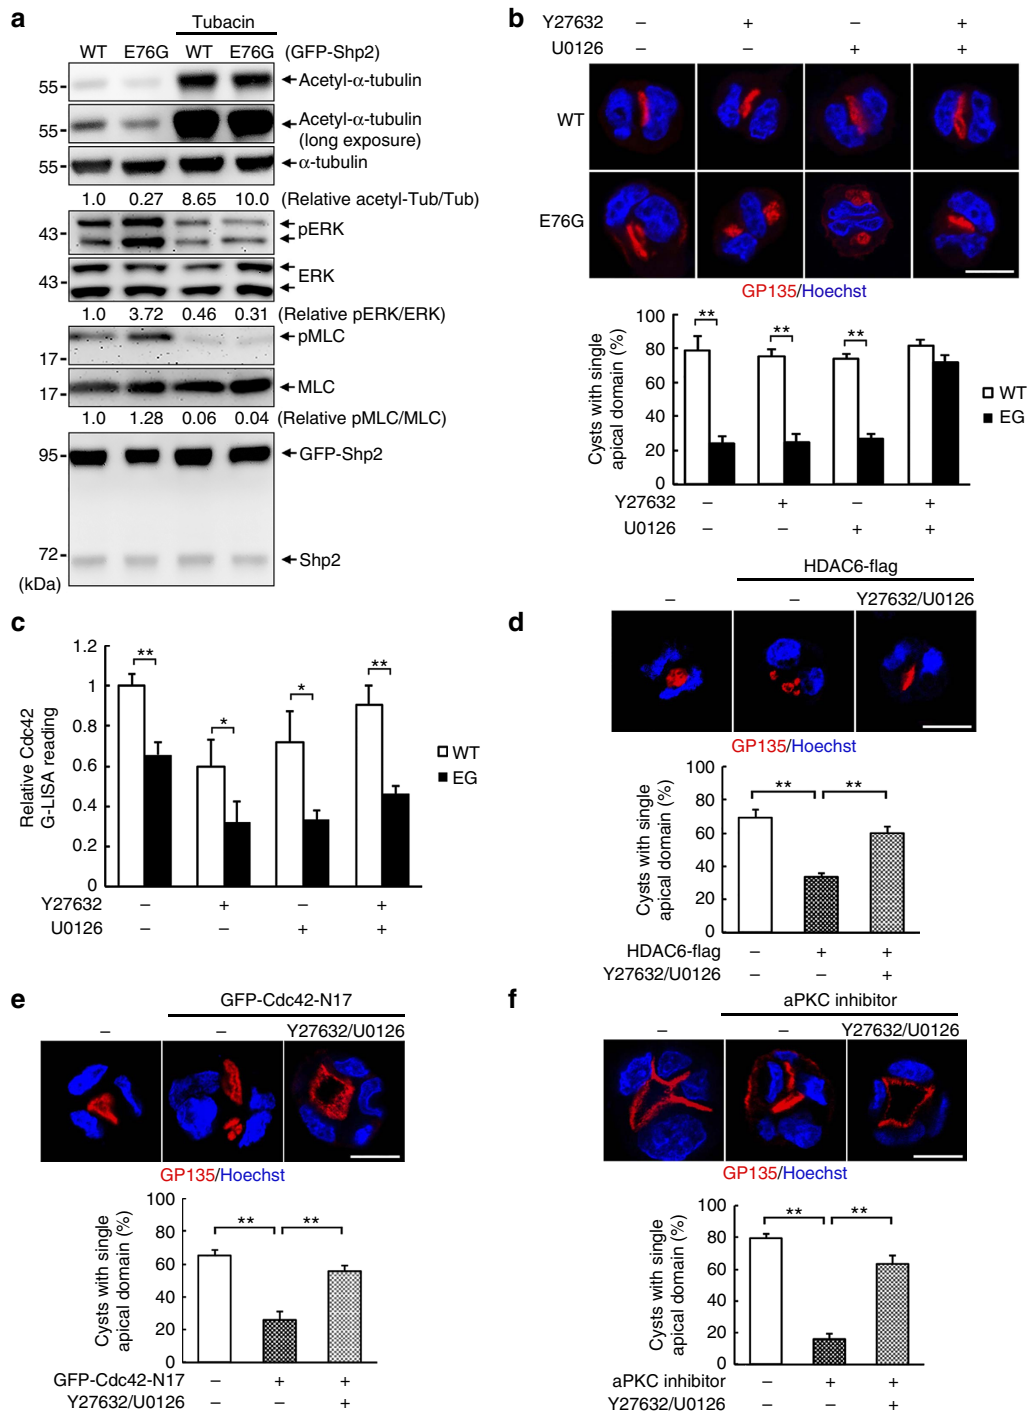 a
Tubacin
WT E76G WT E76G (GFP-Shp2)
55 Acetyl-α-tubulin
55 Acetyl-α-tubulin
(long exposure)
55 α-tubulin
1.0 0.27 8.65 10.0 (Relative acetyl-Tub/Tub)
43 pERK
43 ERK
1.0 3.72 0.46 0.31 (Relative pERK/ERK)
17 pMLC
17 MLC
1.0 1.28 0.06 0.04 (Relative pMLC/MLC)
95 GFP-Shp2
72 Shp2
(kDa)
b
Y27632 – + – +
U0126 – – + +
WT
E76G
GP135/Hoechst
Cysts with single
apical domain (%)
100
80
60
40
20
0
** ** **
WT
EG
Y27632 – + – +
U0126 – – + +
c
Relative Cdc42
G-LISA reading
1.2
1
0.8
0.6
0.4
0.2
0
** * * **
WT
EG
Y27632 – + – +
U0126 – – + +
d
HDAC6-flag
– – Y27632/U0126
GP135/Hoechst
Cysts with single
apical domain (%)
100
80
60
40
20
0
** **
HDAC6-flag – + +
Y27632/U0126 – – +
e
GFP-Cdc42-N17
– – Y27632/U0126
GP135/Hoechst
Cysts with single
apical domain (%)
100
80
60
40
20
0
** **
GFP-Cdc42-N17 – + +
Y27632/U0126 – – +
f
aPKC inhibitor
– – Y27632/U0126
GP135/Hoechst
Cysts with single
apical domain (%)
100
80
60
40
20
0
** **
aPKC inhibitor – + +
Y27632/U0126 – – +